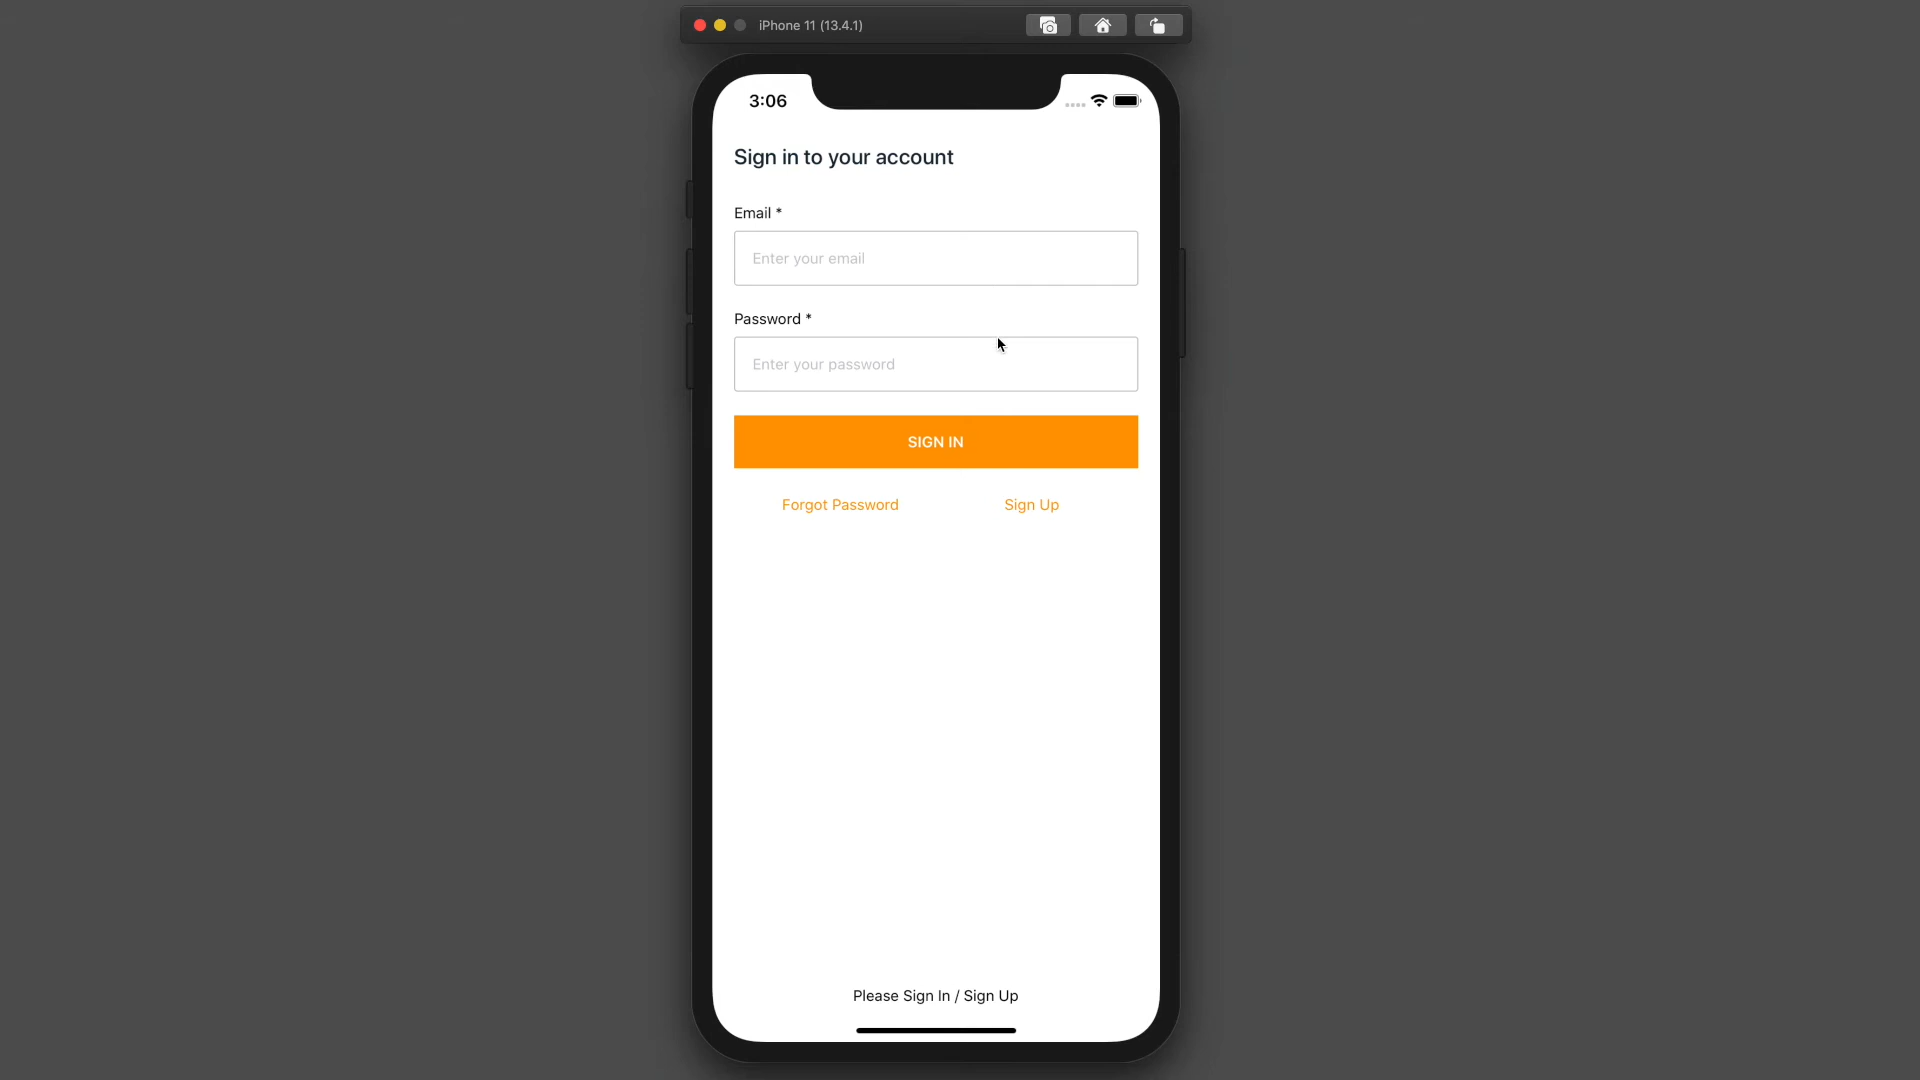 iPhone 11 (13.4.1)
3:06
Sign in to your account
Email *
Enter your email
Password *
Enter your password
SIGN IN
Forgot Password
Sign Up
Please Sign In / Sign Up